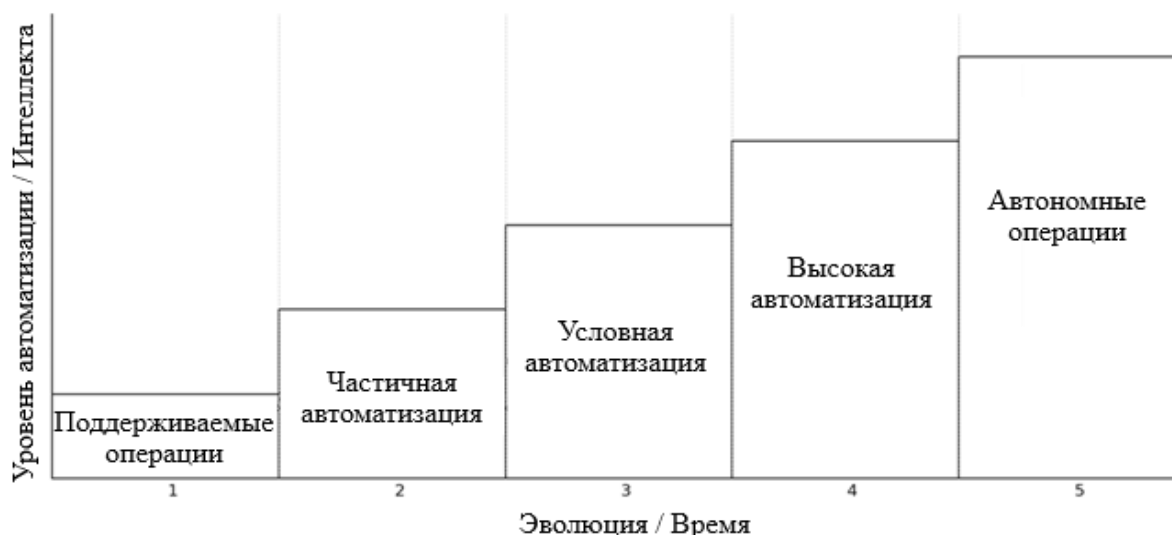 Уровень автоматизации / Интеллекта
Поддерживаемые
операции
Частичная
автоматизация
Условная
автоматизация
Высокая
автоматизация
Автономные
операции
1
2
3
4
5
Эволюция / Время